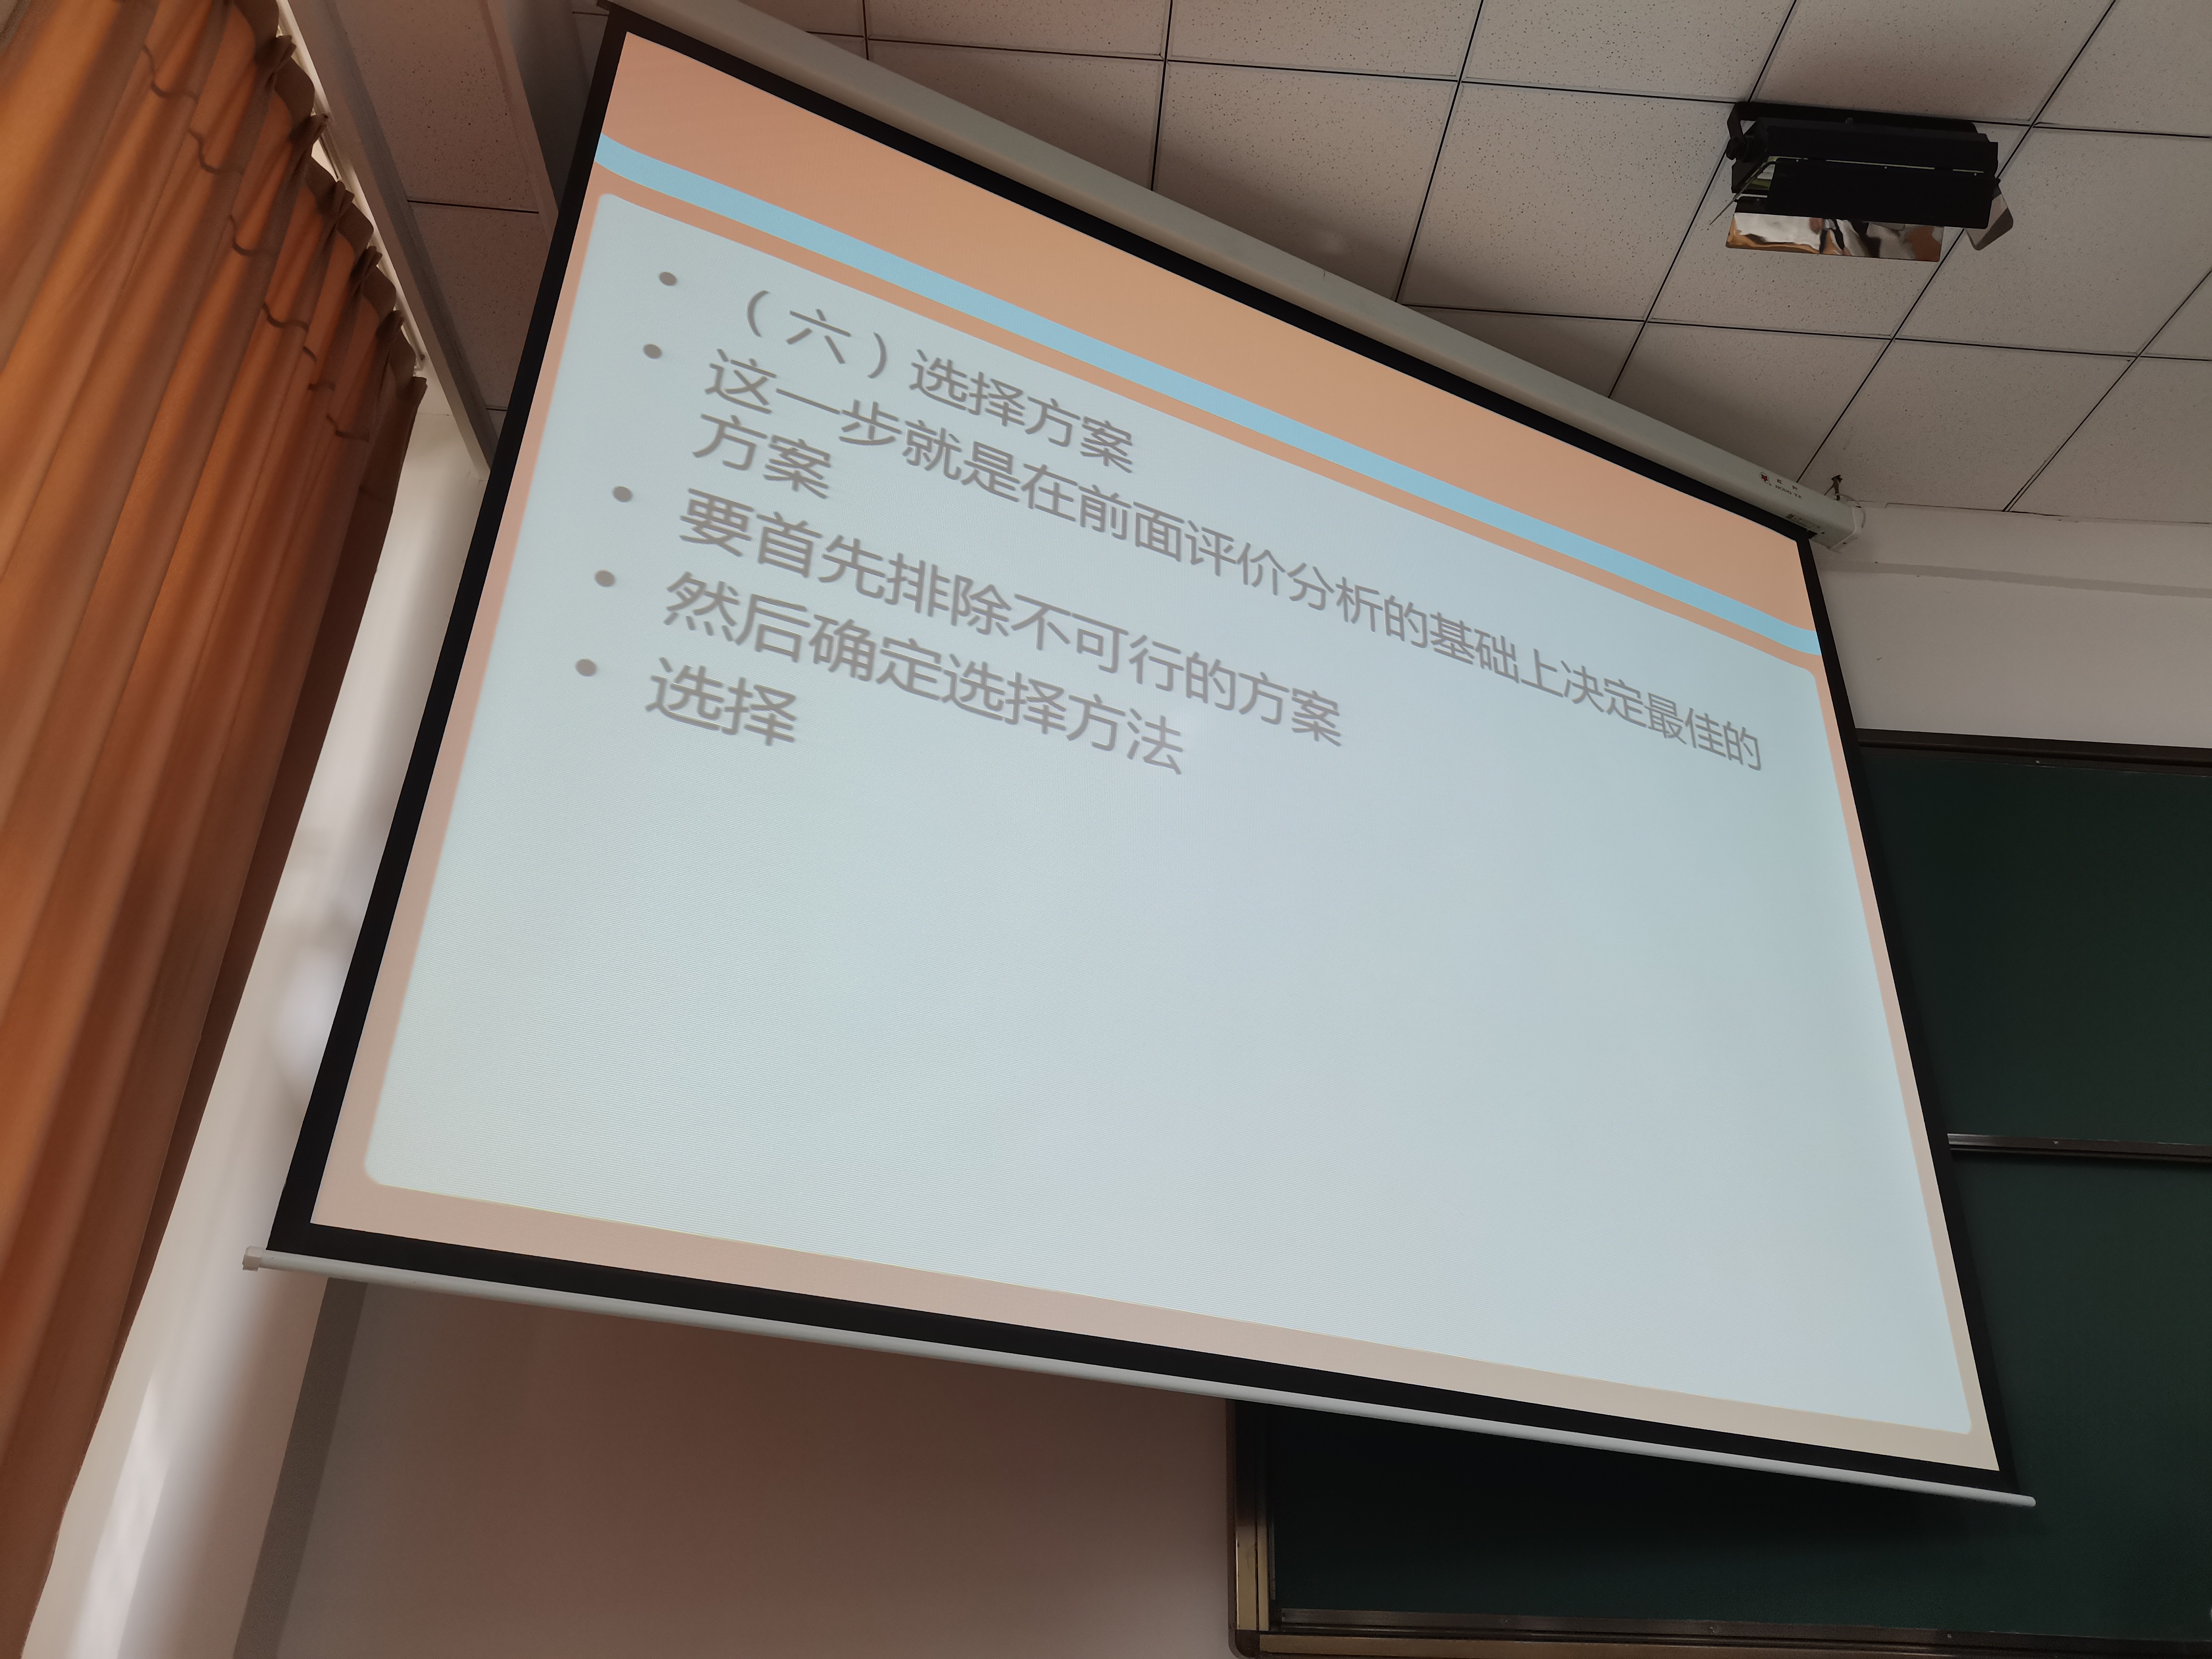 （六）选择方案
这一步就是在前面评价分析的基础上决定最佳的
方案
要首先排除不可行的方案
然后确定选择方法
选择